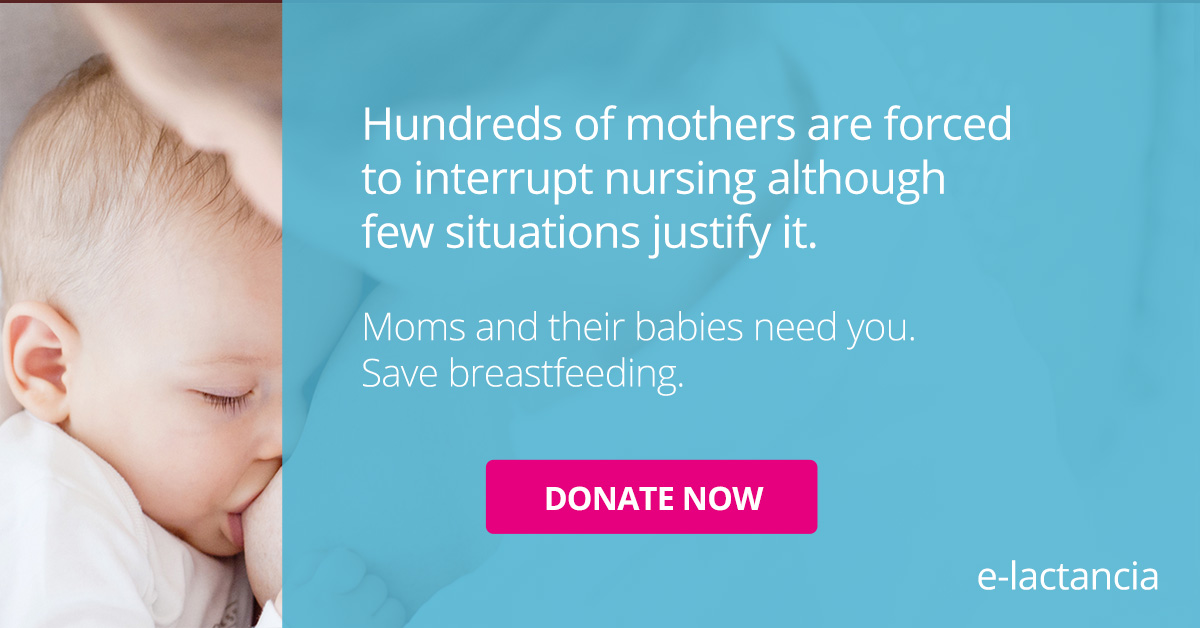 Hundreds of mothers are forced
to interrupt nursing although
few situations justify it.
Moms and their babies need you.
Save breastfeeding.
DONATE NOW
e-lactancia